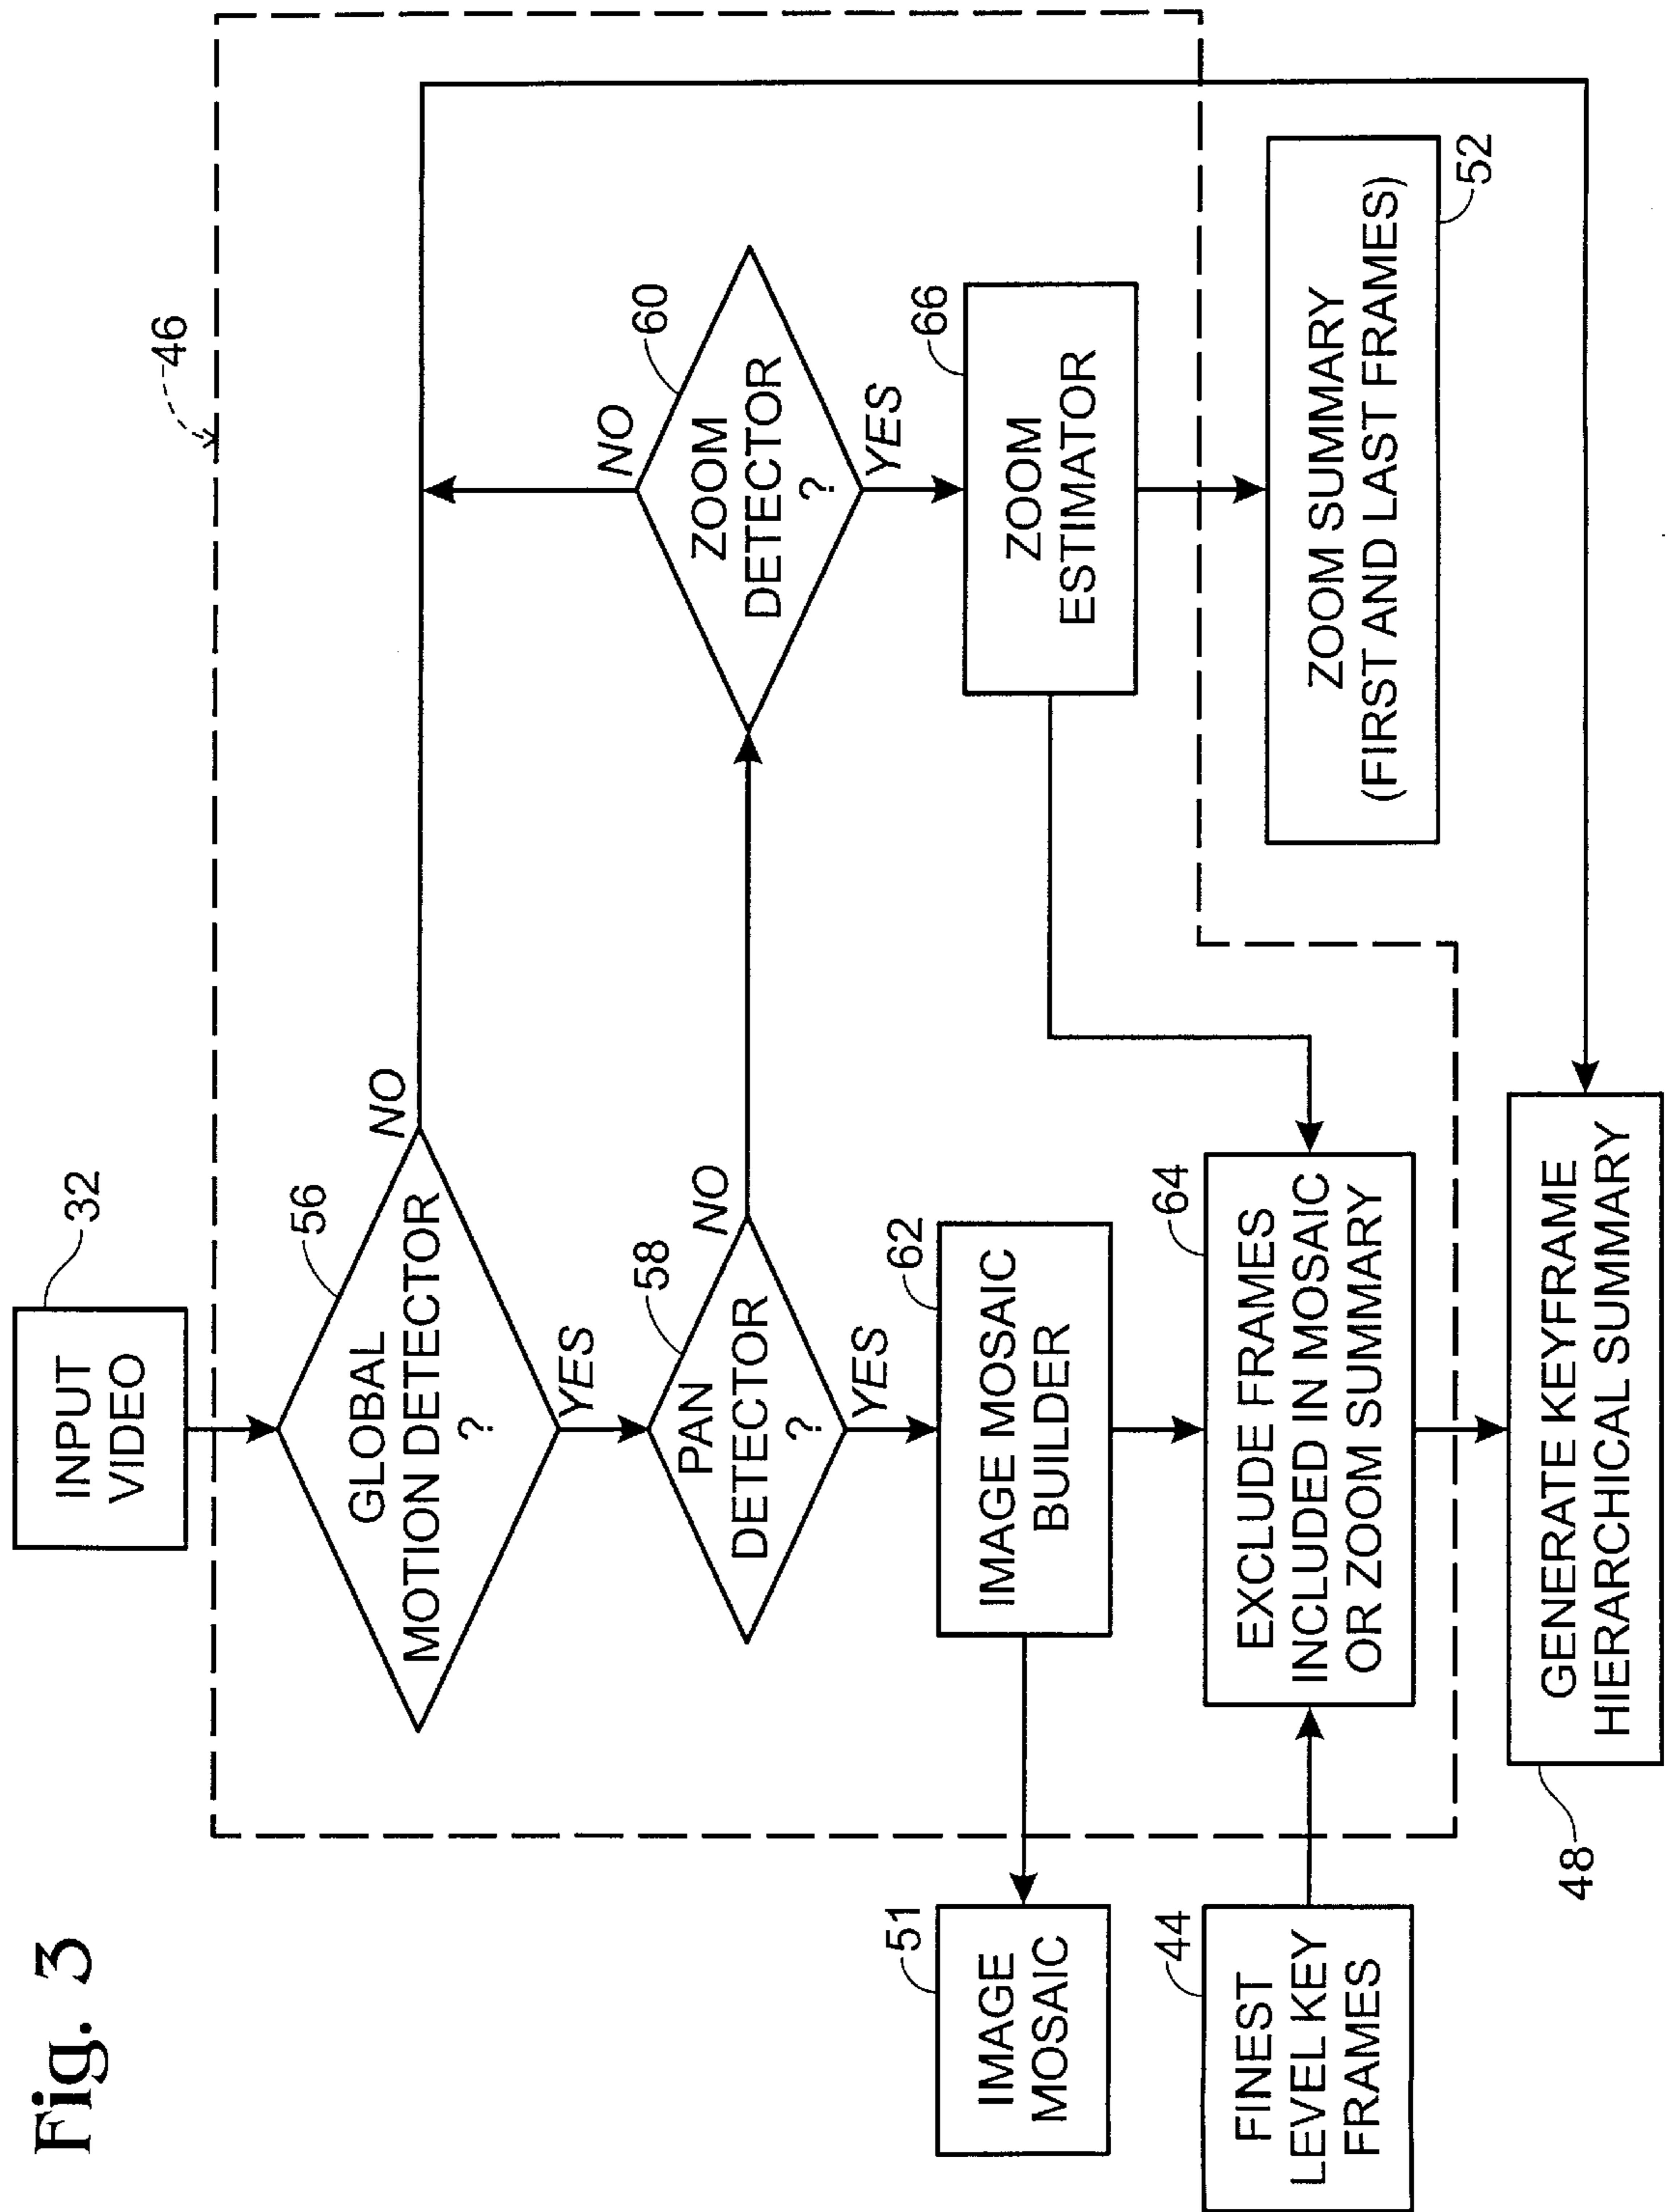 Fig. 3
INPUT
VIDEO
32
46
GLOBAL
MOTION DETECTOR
?
56
NO
YES
PAN
DETECTOR
?
58
NO
YES
ZOOM
DETECTOR
?
60
NO
YES
51
IMAGE
MOSAIC
IMAGE MOSAIC
BUILDER
62
ZOOM
ESTIMATOR
66
44
FINEST
LEVEL KEY
FRAMES
EXCLUDE FRAMES
INCLUDED IN MOSAIC
OR ZOOM SUMMARY
64
ZOOM SUMMARY
(FIRST AND LAST FRAMES)
52
48
GENERATE KEYFRAME
HIERARCHICAL SUMMARY